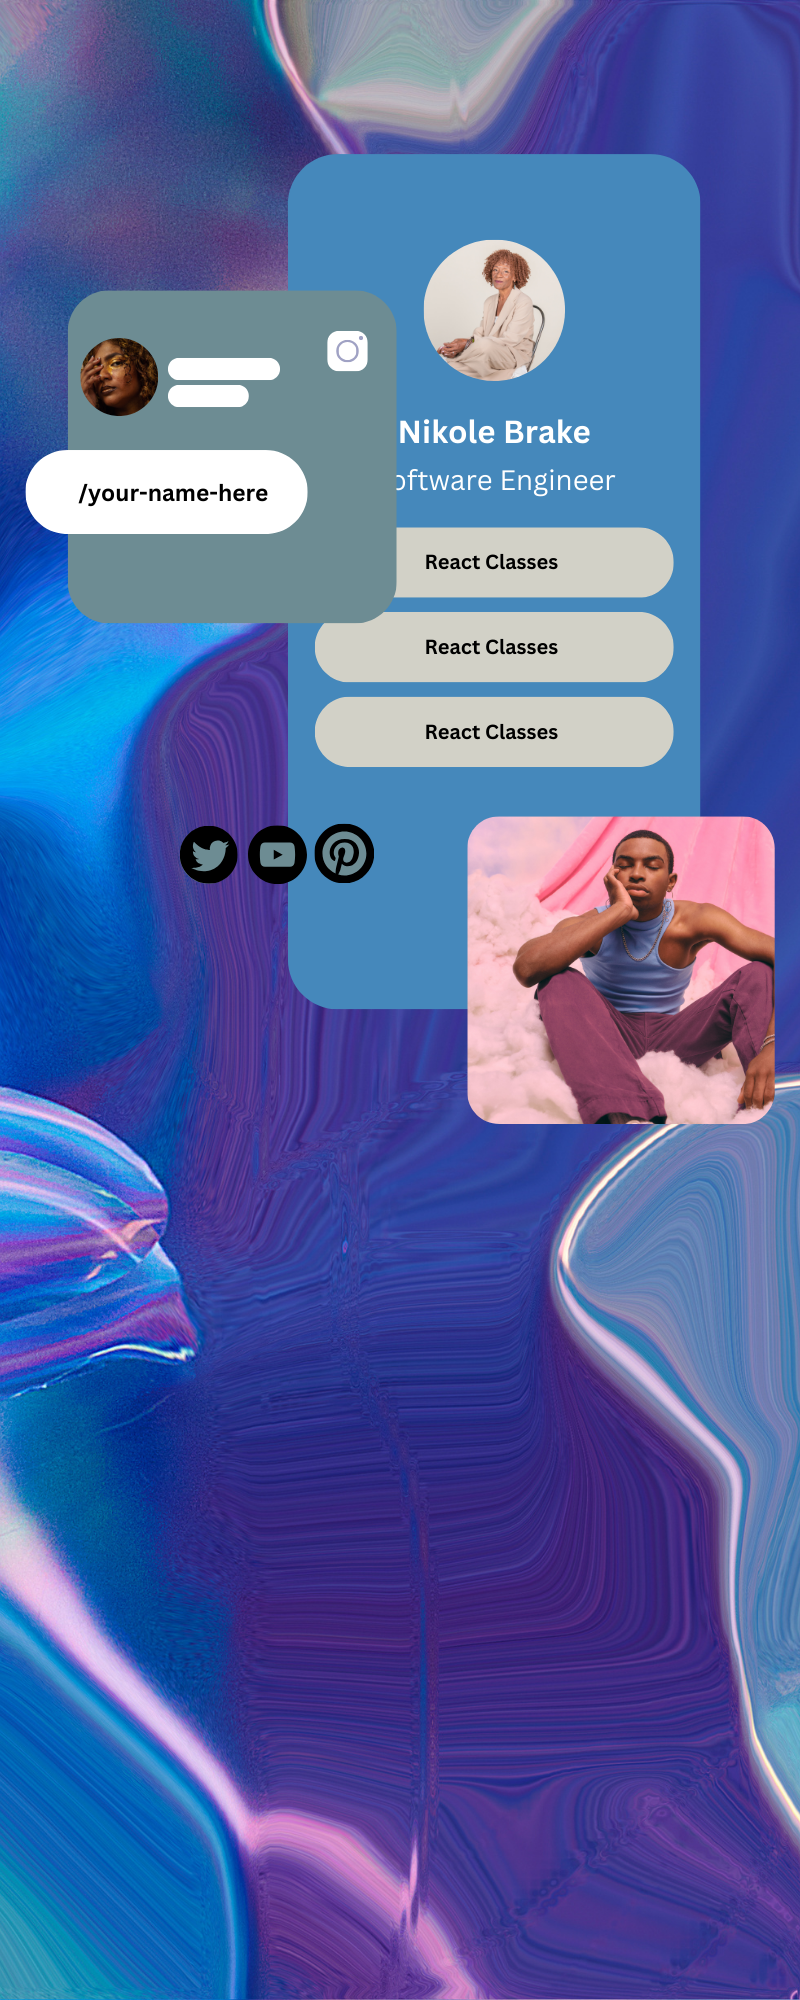 Nikole Brake
oftware Engineer
/your-name-here
React Classes
React Classes
React Classes